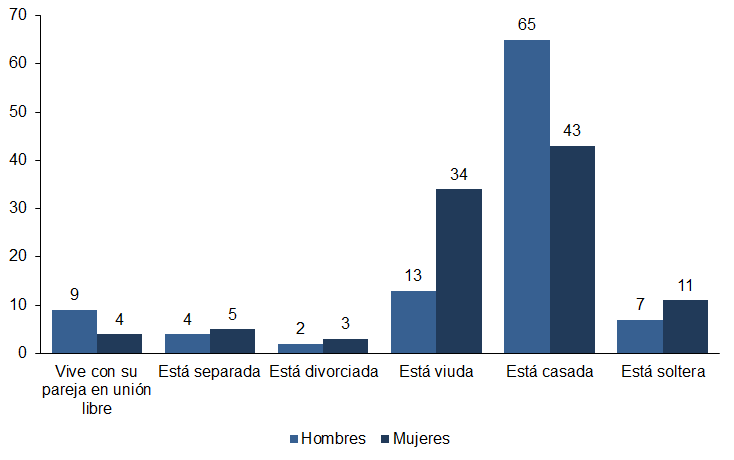 70
60
50
40
30
20
10
0
9
4
4
5
2
3
13
34
65
43
7
11
Vive con su
pareja en unión
libre
Está separada
Está divorciada
Está viuda
Está casada
Está soltera
Hombres
Mujeres